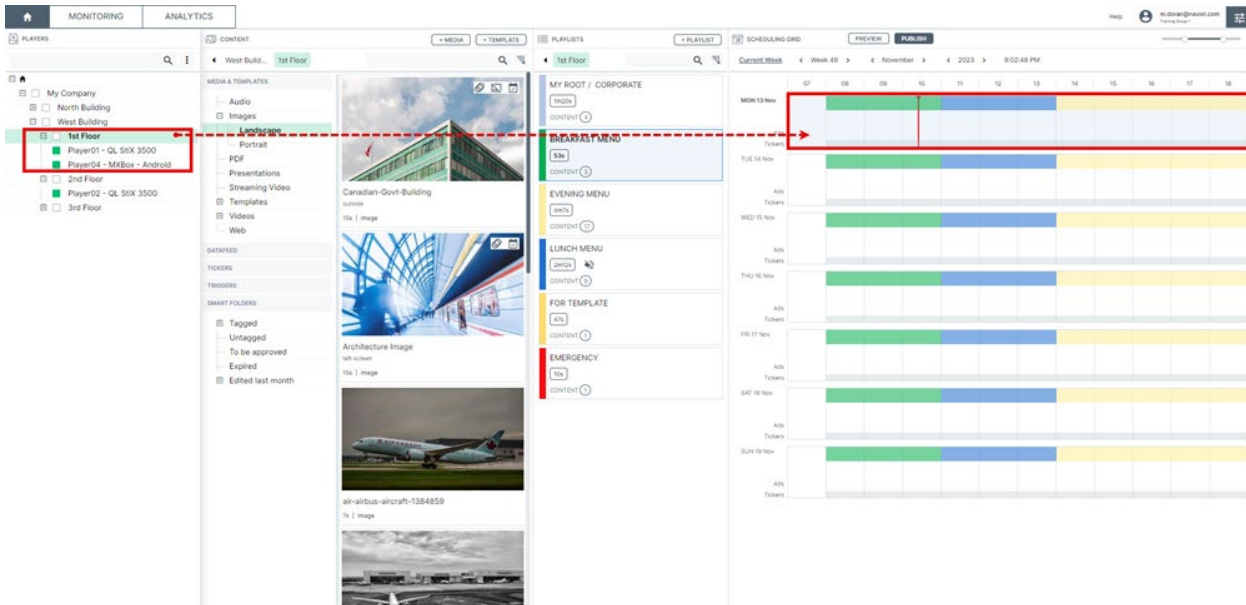 MONITORING
ANALYTICS
Help
m.doran@navori.com
PLAYERS
My Company
North Building
West Building
1st Floor
Player01 - QL StiX 3500
Player04 - MXBox - Android
2nd Floor
Player02 - QL StiX 3500
3rd Floor
CONTENT
+ MEDIA
+ TEMPLATE
West Build...
1st Floor
MEDIA & TEMPLATES
Audio
Images
Landscape
Portrait
PDF
Presentations
Streaming Video
Templates
Videos
Web
DATAFEED
TICKERS
TRIGGERS
SMART FOLDERS
Tagged
Untagged
To be approved
Expired
Edited last month
Canadian-Govt-Building
outside
15s | Image
Architecture Image
left screen
15s | Image
air-airbus-aircraft-1384859
7s | Image
PLAYLISTS
+ PLAYLIST
1st Floor
MY ROOT / CORPORATE
1m20s
CONTENT 4
BREAKFAST MENU
53s
CONTENT 3
EVENING MENU
4m7s
CONTENT 17
LUNCH MENU
2m12s
CONTENT 9
FOR TEMPLATE
47s
CONTENT 1
EMERGENCY
10s
CONTENT 1
SCHEDULING GRID
PREVIEW
PUBLISH
Current Week
Week 46
November
2023
9:02:48 PM
07 08 09 10 11 12 13 14 15 16 17 18
MON 13 Nov
Ads
Tickers
TUE 14 Nov
Ads
Tickers
WED 15 Nov
Ads
Tickers
THU 16 Nov
Ads
Tickers
FRI 17 Nov
Ads
Tickers
SAT 18 Nov
Ads
Tickers
SUN 19 Nov
Ads
Tickers